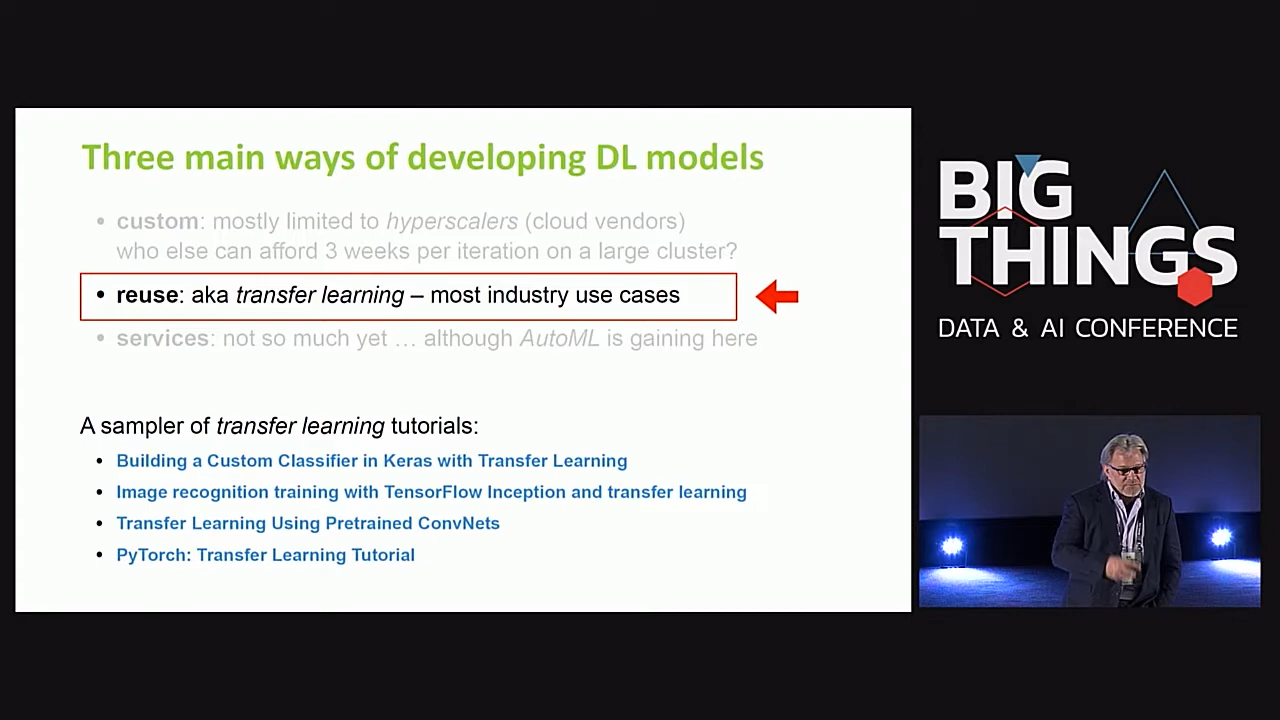 Three main ways of developing DL models
• custom: mostly limited to hyperscalers (cloud vendors)
who else can afford 3 weeks per iteration on a large cluster?
• reuse: aka transfer learning – most industry use cases
• services: not so much yet … although AutoML is gaining here
A sampler of transfer learning tutorials:
• Building a Custom Classifier in Keras with Transfer Learning
• Image recognition training with TensorFlow Inception and transfer learning
• Transfer Learning Using Pretrained ConvNets
• PyTorch: Transfer Learning Tutorial
BIG
THINGS
DATA & AI CONFERENCE